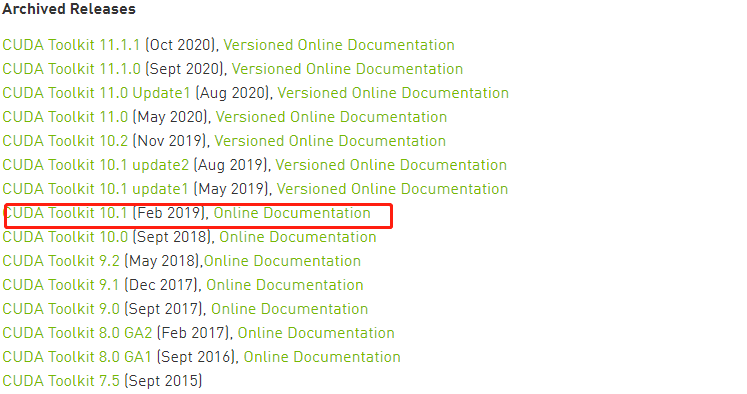 Archived Releases
CUDA Toolkit 11.1.1 (Oct 2020), Versioned Online Documentation
CUDA Toolkit 11.1.0 (Sept 2020), Versioned Online Documentation
CUDA Toolkit 11.0 Update1 (Aug 2020), Versioned Online Documentation
CUDA Toolkit 11.0 (May 2020), Versioned Online Documentation
CUDA Toolkit 10.2 (Nov 2019), Versioned Online Documentation
CUDA Toolkit 10.1 update2 (Aug 2019), Versioned Online Documentation
CUDA Toolkit 10.1 update1 (May 2019), Versioned Online Documentation
CUDA Toolkit 10.1 (Feb 2019), Online Documentation
CUDA Toolkit 10.0 (Sept 2018), Online Documentation
CUDA Toolkit 9.2 (May 2018),Online Documentation
CUDA Toolkit 9.1 (Dec 2017), Online Documentation
CUDA Toolkit 9.0 (Sept 2017), Online Documentation
CUDA Toolkit 8.0 GA2 (Feb 2017), Online Documentation
CUDA Toolkit 8.0 GA1 (Sept 2016), Online Documentation
CUDA Toolkit 7.5 (Sept 2015)